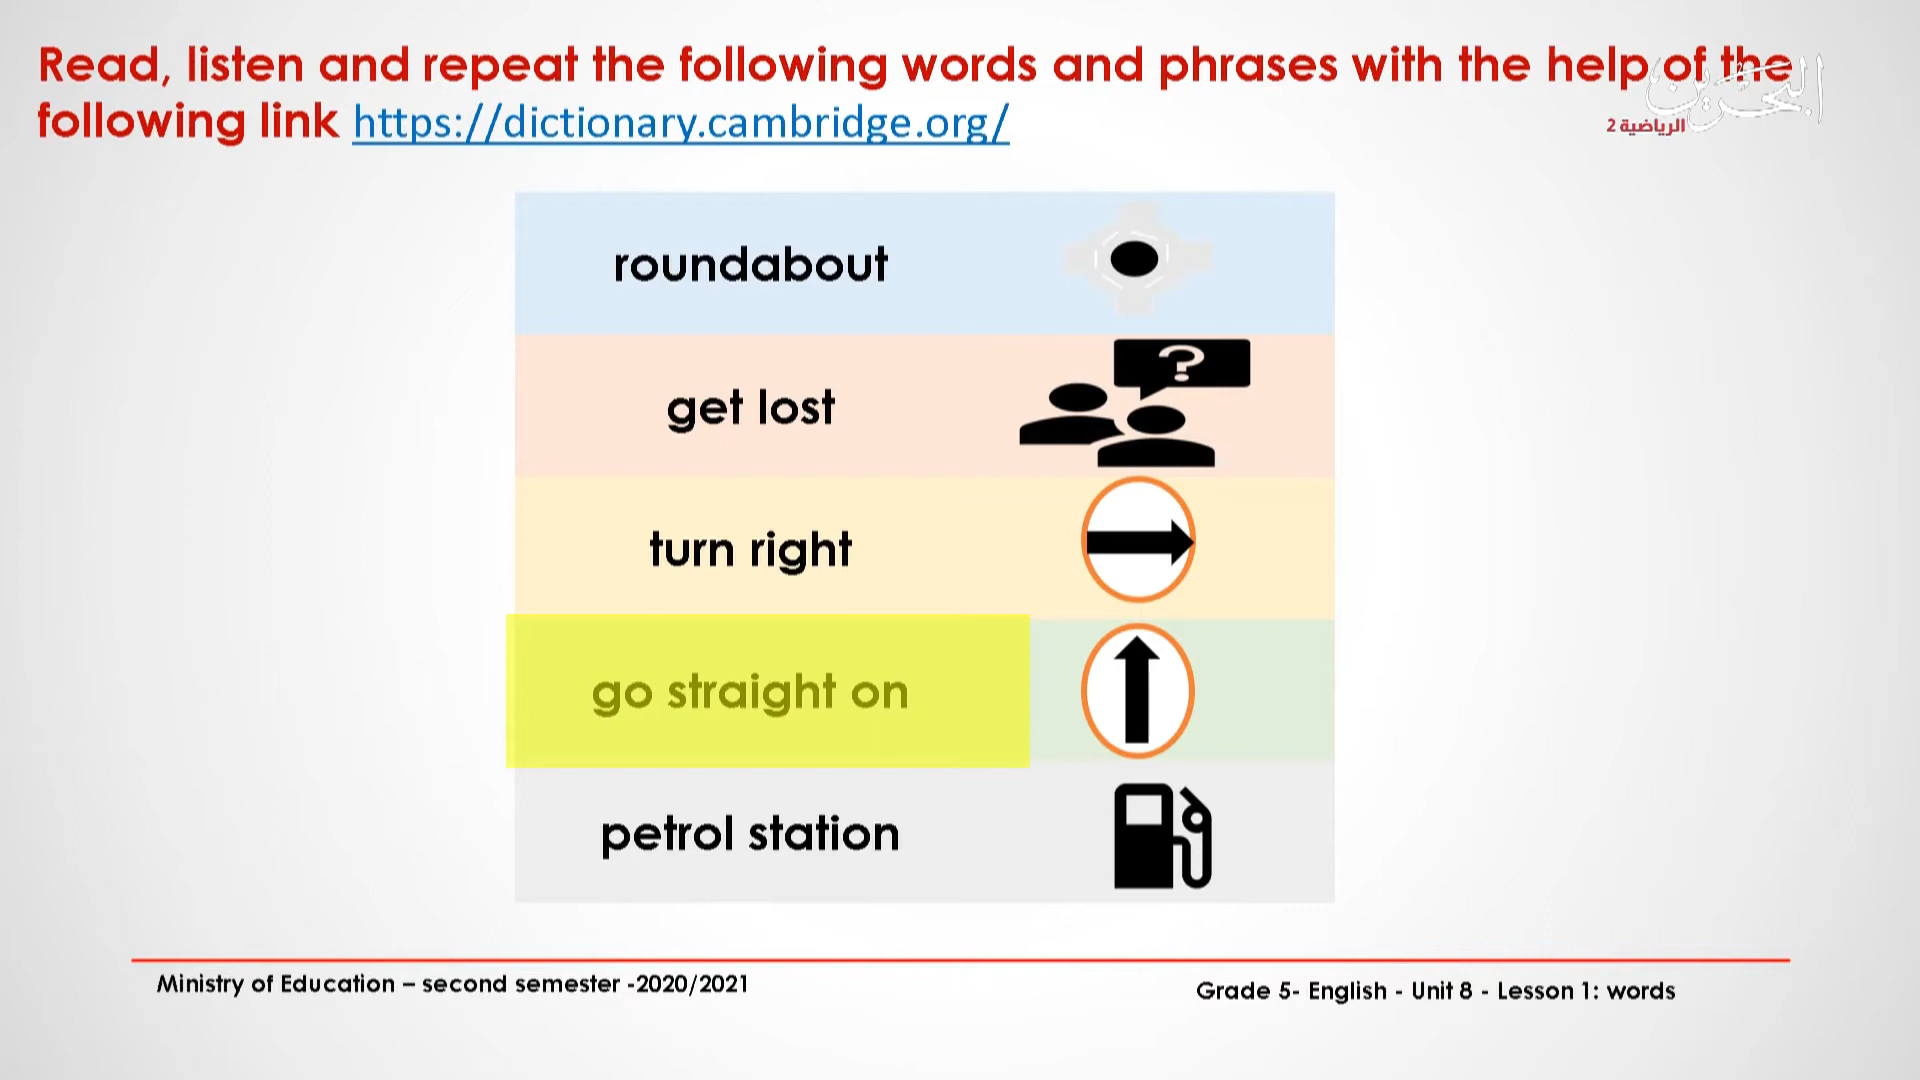 Read, listen and repeat the following words and phrases with the help of the
following link https://dictionary.cambridge.org/
البحرين
الرياضية 2
roundabout
get lost
?
turn right
go straight on
petrol station
Ministry of Education – second semester -2020/2021
Grade 5- English - Unit 8 - Lesson 1: words